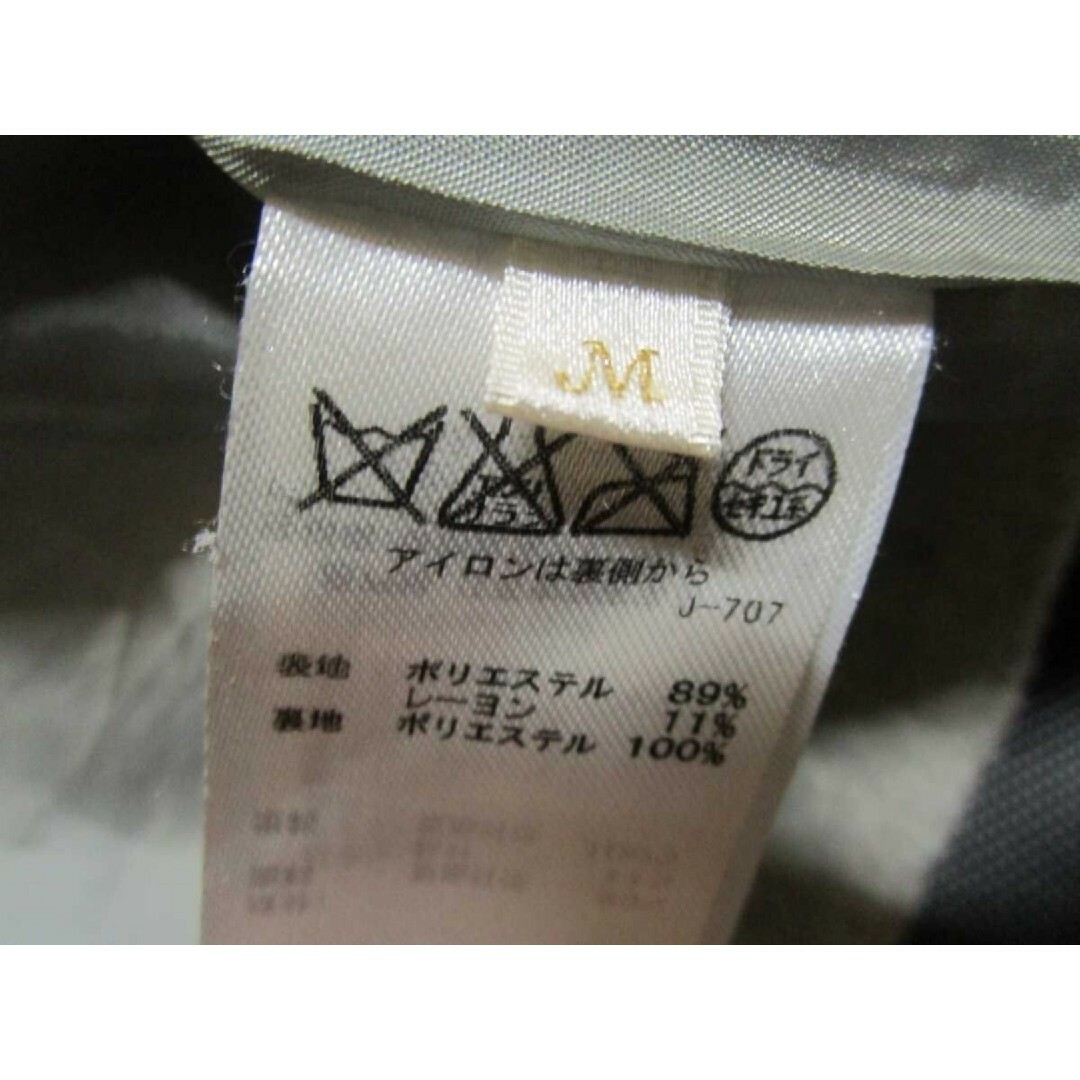 M
ドライ
セキユ系
アイロンは裏側から
J-707
表地 ポリエステル 89%
レーヨン 11%
裏地 ポリエステル 100%